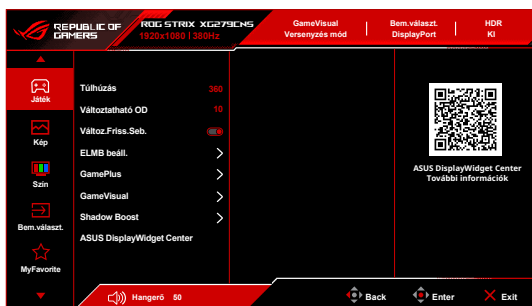 REPUBLIC OF
GAMERS
ROG STRIX XG279CNS
1920x1080 | 380Hz
GameVisual
Versenyzés mód
Bem.választ.
DisplayPort
HDR
KI
Játék
Kép
Szín
Bem.választ.
MyFavorite
Túlhúzás 360
Változtatható OD 10
Változ.Friss.Seb.
ELMB beáll.
GamePlus
GameVisual
Shadow Boost
ASUS DisplayWidget Center
ASUS DisplayWidget Center
További információk
Hangerő 50
Back
Enter
Exit